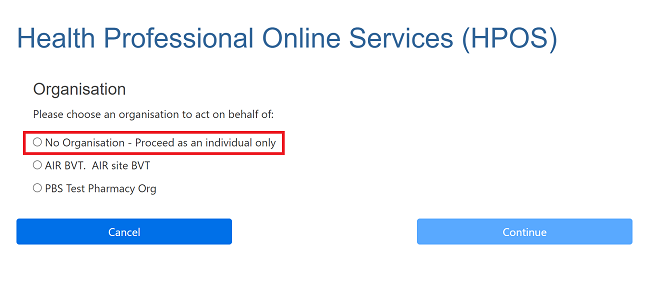 Health Professional Online Services (HPOS)
Organisation
Please choose an organisation to act on behalf of:
No Organisation - Proceed as an individual only
AIR BVT. AIR site BVT
PBS Test Pharmacy Org
Cancel
Continue